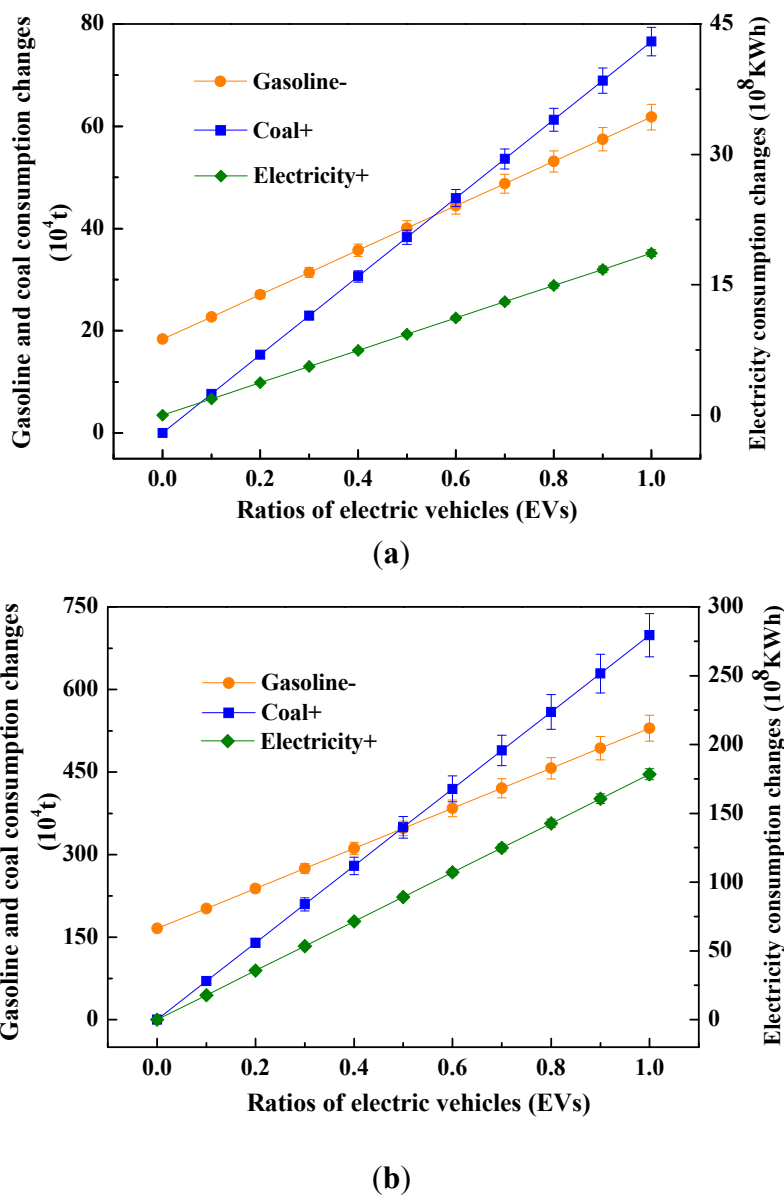 80
60
40
20
0
45
30
15
0
Gasoline and coal consumption changes
(10⁴t)
Electricity consumption changes (10⁸KWh)
Gasoline-
Coal+
Electricity+
0.0 0.2 0.4 0.6 0.8 1.0
Ratios of electric vehicles (EVs)
(a)
750
600
450
300
150
0
300
250
200
150
100
50
0
Gasoline and coal consumption changes
(10⁴t)
Electricity consumption changes (10⁸KWh)
Gasoline-
Coal+
Electricity+
0.0 0.2 0.4 0.6 0.8 1.0
Ratios of electric vehicles (EVs)
(b)